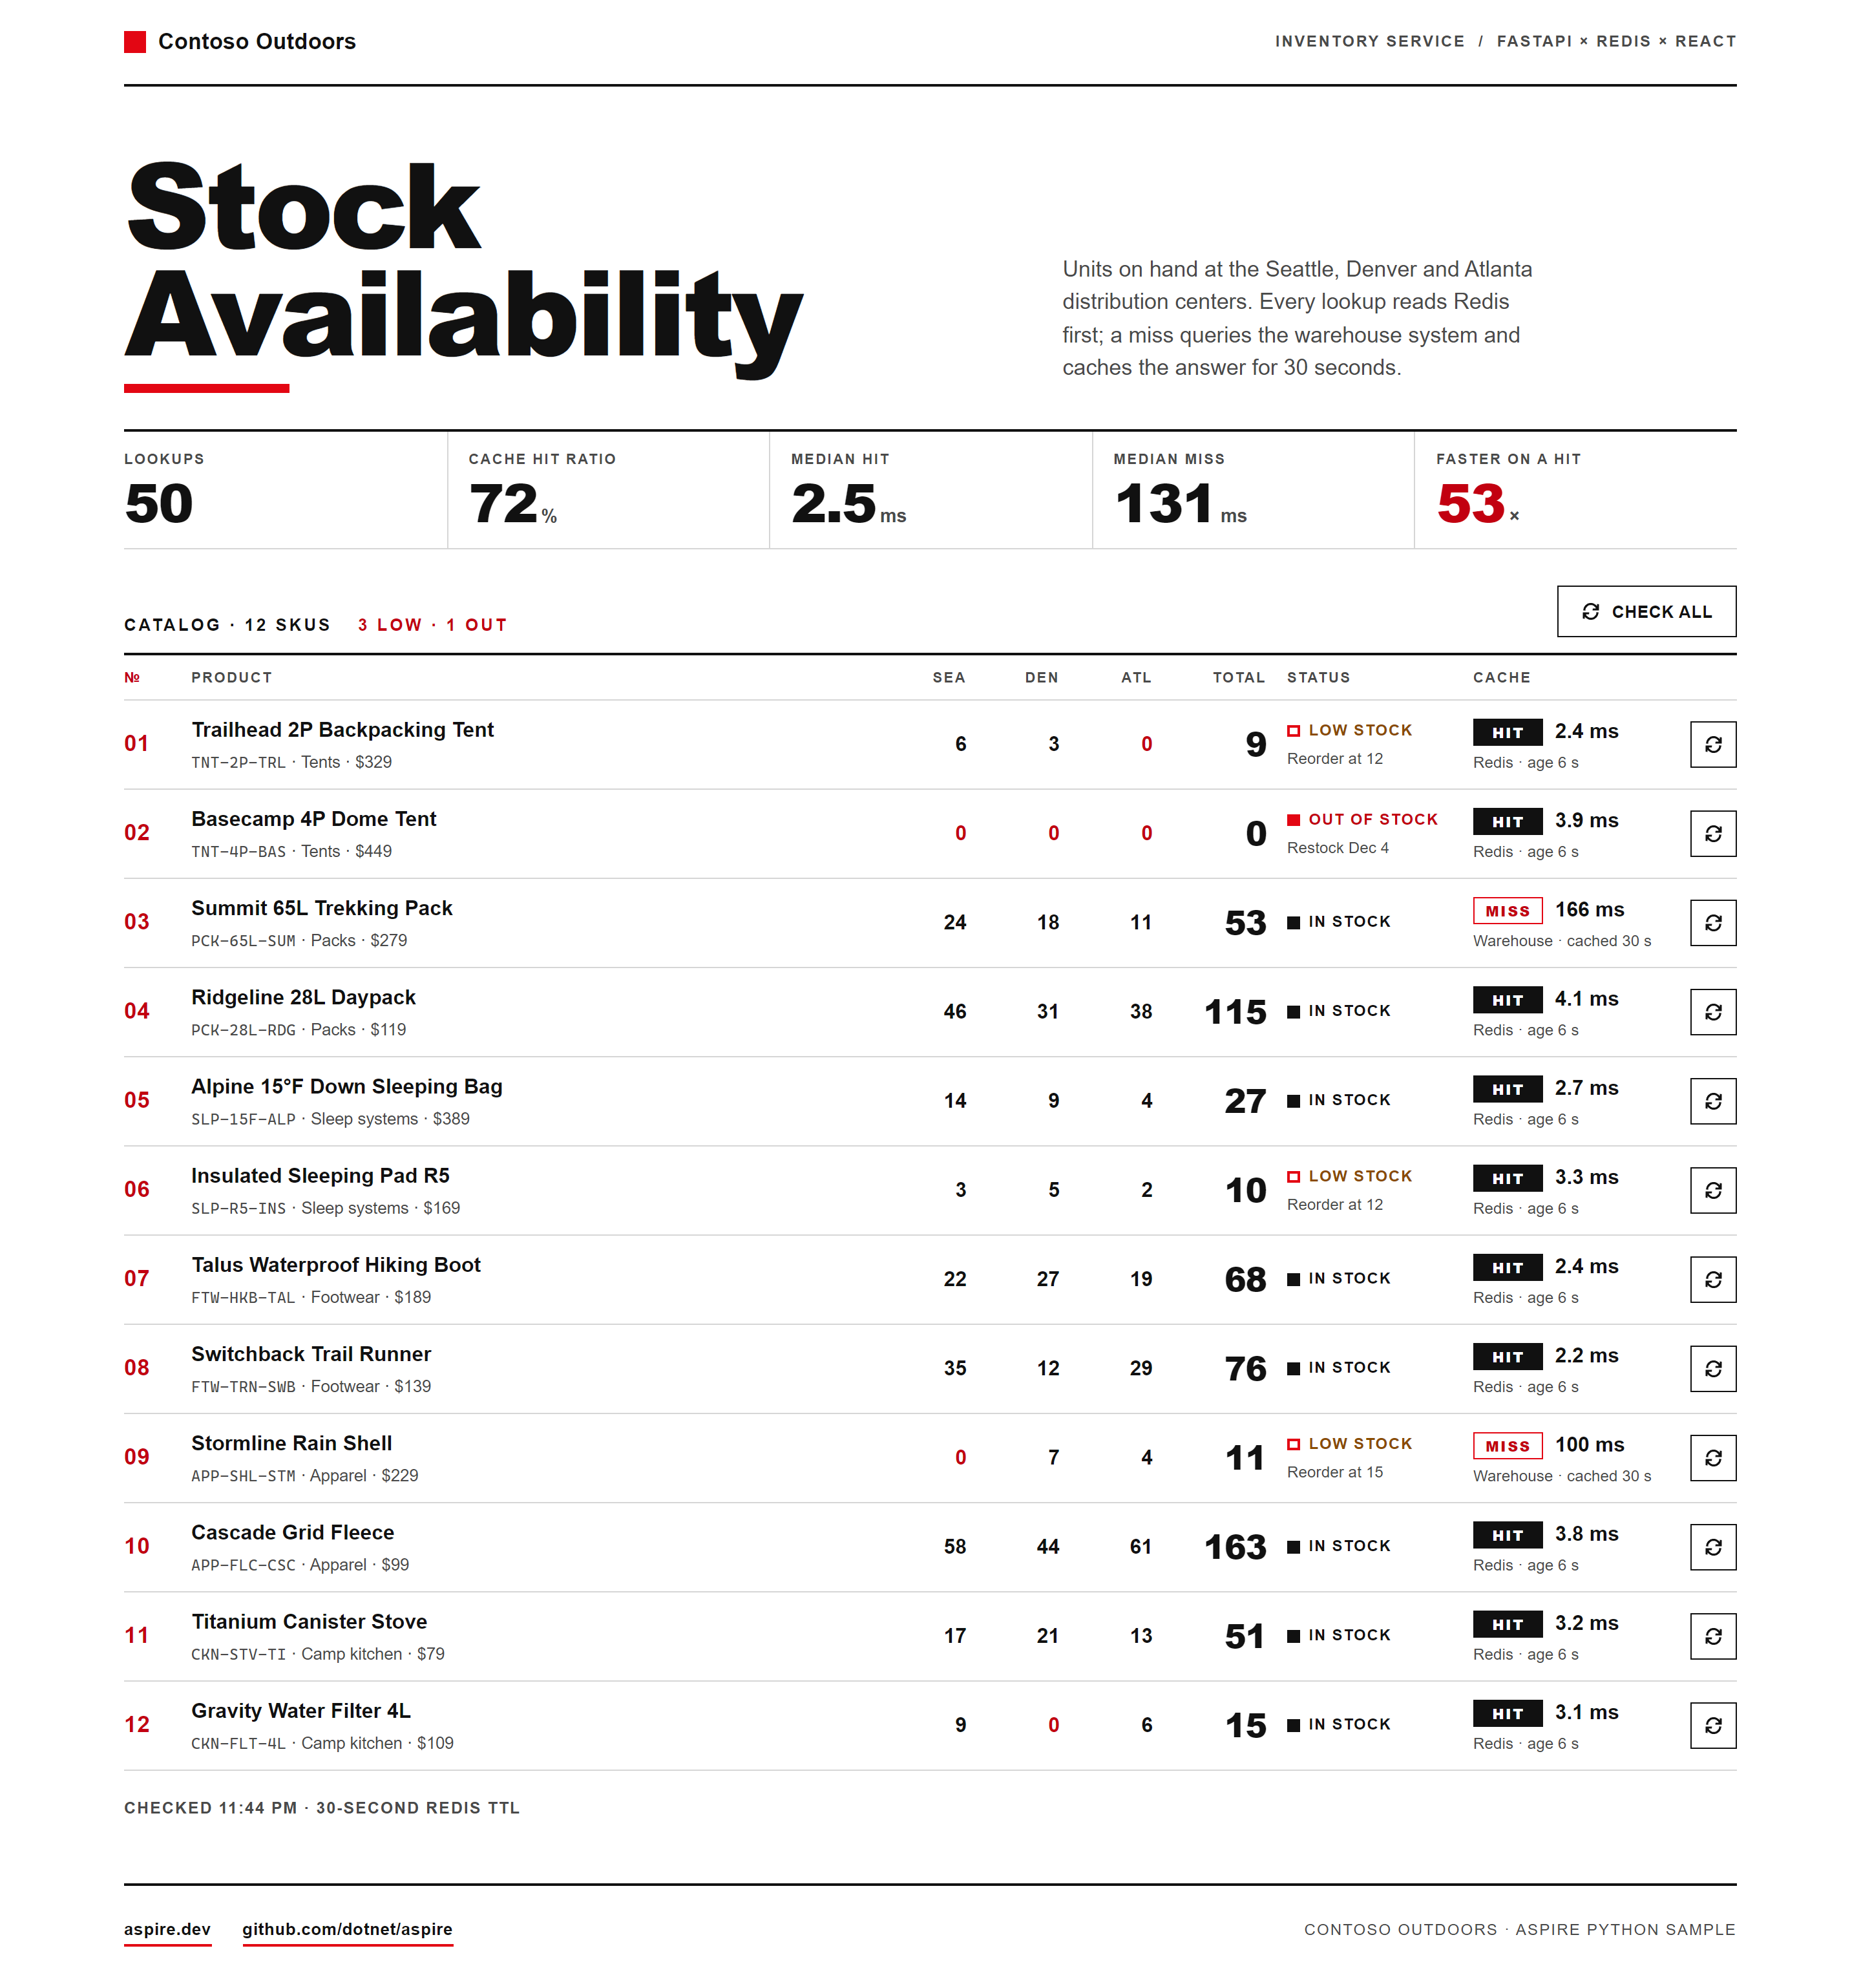 Contoso Outdoors
INVENTORY SERVICE / FASTAPI × REDIS × REACT
Stock
Availability
Units on hand at the Seattle, Denver and Atlanta
distribution centers. Every lookup reads Redis
first; a miss queries the warehouse system and
caches the answer for 30 seconds.
LOOKUPS
50
CACHE HIT RATIO
72%
MEDIAN HIT
2.5 ms
MEDIAN MISS
131 ms
FASTER ON A HIT
53×
CATALOG · 12 SKUS 3 LOW · 1 OUT
CHECK ALL
№ PRODUCT SEA DEN ATL TOTAL STATUS CACHE
01 Trailhead 2P Backpacking Tent 6 3 0 9 LOW STOCK HIT 2.4 ms
TNT-2P-TRL · Tents · $329 Reorder at 12 Redis · age 6 s
02 Basecamp 4P Dome Tent 0 0 0 0 OUT OF STOCK HIT 3.9 ms
TNT-4P-BAS · Tents · $449 Restock Dec 4 Redis · age 6 s
03 Summit 65L Trekking Pack 24 18 11 53 IN STOCK MISS 166 ms
PCK-65L-SUM · Packs · $279 Warehouse · cached 30 s
04 Ridgeline 28L Daypack 46 31 38 115 IN STOCK HIT 4.1 ms
PCK-28L-RDG · Packs · $119 Redis · age 6 s
05 Alpine 15°F Down Sleeping Bag 14 9 4 27 IN STOCK HIT 2.7 ms
SLP-15F-ALP · Sleep systems · $389 Redis · age 6 s
06 Insulated Sleeping Pad R5 3 5 2 10 LOW STOCK HIT 3.3 ms
SLP-R5-INS · Sleep systems · $169 Reorder at 12 Redis · age 6 s
07 Talus Waterproof Hiking Boot 22 27 19 68 IN STOCK HIT 2.4 ms
FTW-HKB-TAL · Footwear · $189 Redis · age 6 s
08 Switchback Trail Runner 35 12 29 76 IN STOCK HIT 2.2 ms
FTW-TRN-SWB · Footwear · $139 Redis · age 6 s
09 Stormline Rain Shell 0 7 4 11 LOW STOCK MISS 100 ms
APP-SHL-STM · Apparel · $229 Reorder at 15 Warehouse · cached 30 s
10 Cascade Grid Fleece 58 44 61 163 IN STOCK HIT 3.8 ms
APP-FLC-CSC · Apparel · $99 Redis · age 6 s
11 Titanium Canister Stove 17 21 13 51 IN STOCK HIT 3.2 ms
CKN-STV-TI · Camp kitchen · $79 Redis · age 6 s
12 Gravity Water Filter 4L 9 0 6 15 IN STOCK HIT 3.1 ms
CKN-FLT-4L · Camp kitchen · $109 Redis · age 6 s
CHECKED 11:44 PM · 30-SECOND REDIS TTL
aspire.dev github.com/dotnet/aspire
CONTOSO OUTDOORS · ASPIRE PYTHON SAMPLE